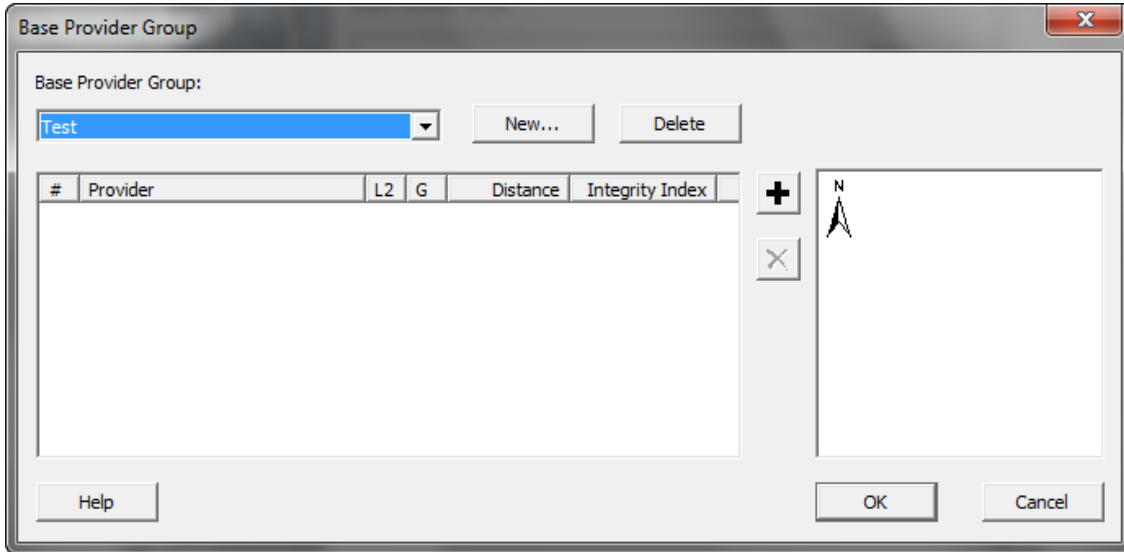 Base Provider Group
Base Provider Group:
Test New... Delete
# Provider L2 G Distance Integrity Index
N
Help OK Cancel